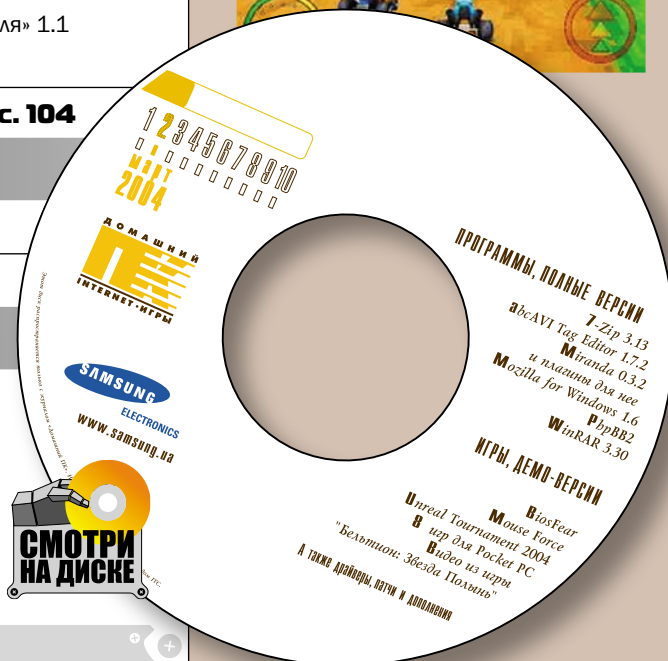 ля» 1.1
с. 104
1 2 3 4 5 6 7 8 9 10
март
2004
ДОМАШНИЙ
ПК
INTERNET•ИГРЫ
SAMSUNG
ELECTRONICS
www.samsung.ua
СМОТРИ
НА ДИСКЕ
ПРОГРАММЫ, ПОЛНЫЕ ВЕРСИИ
7-Zip 3.13
abcAVI Tag Editor 1.7.2
Miranda 0.3.2
и плагины для нее
Mozilla for Windows 1.6
PhpBB2
WinRAR 3.30
ИГРЫ, ДЕМО-ВЕРСИИ
BiosFear
Mouse Force
Unreal Tournament 2004
8 игр для Pocket PC
Видео из игры
"Бельтион: Звезда Полынь"
А также драйверы, патчи и дополнения